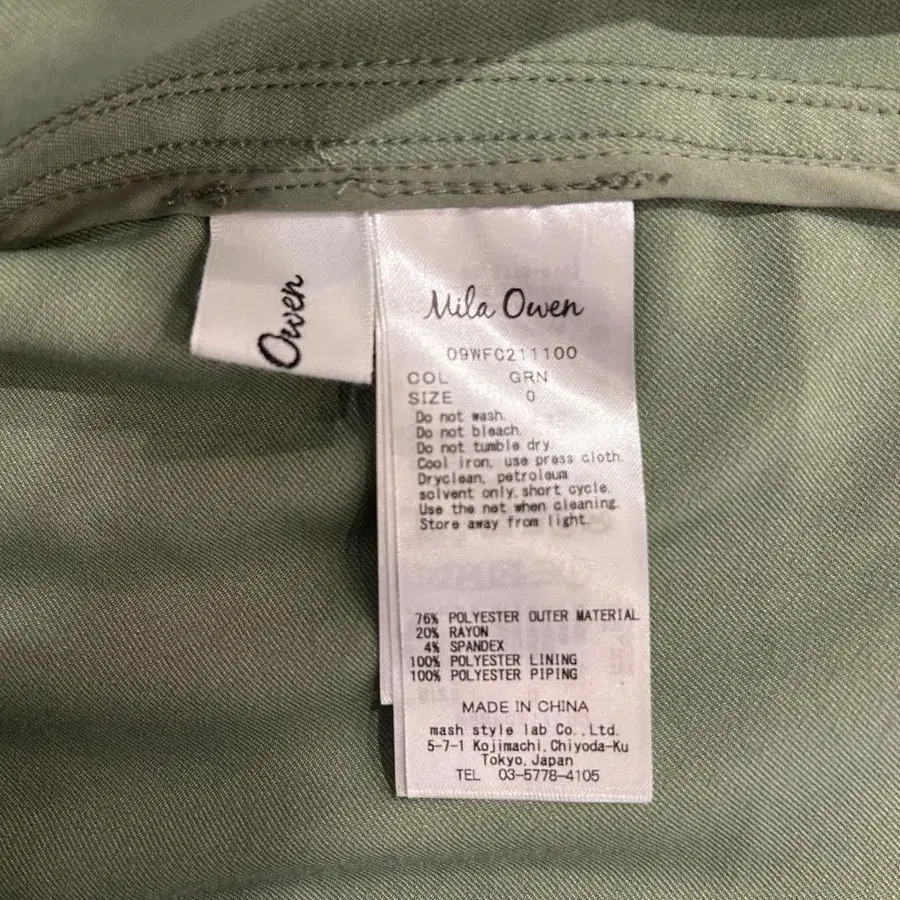 Owen
Mila Owen
09WFC211100
COL GRN
SIZE 0
Do not wash.
Do not bleach.
Do not tumble dry.
Cool iron, use press cloth.
Dryclean, petroleum
solvent only, short cycle.
Use the net when cleaning.
Store away from light.
76% POLYESTER OUTER MATERIAL
20% RAYON
4% SPANDEX
100% POLYESTER LINING
100% POLYESTER PIPING
MADE IN CHINA
mash style lab Co.,Ltd.
5-7-1 Kojimachi,Chiyoda-Ku
Tokyo,Japan
TEL 03-5778-4105